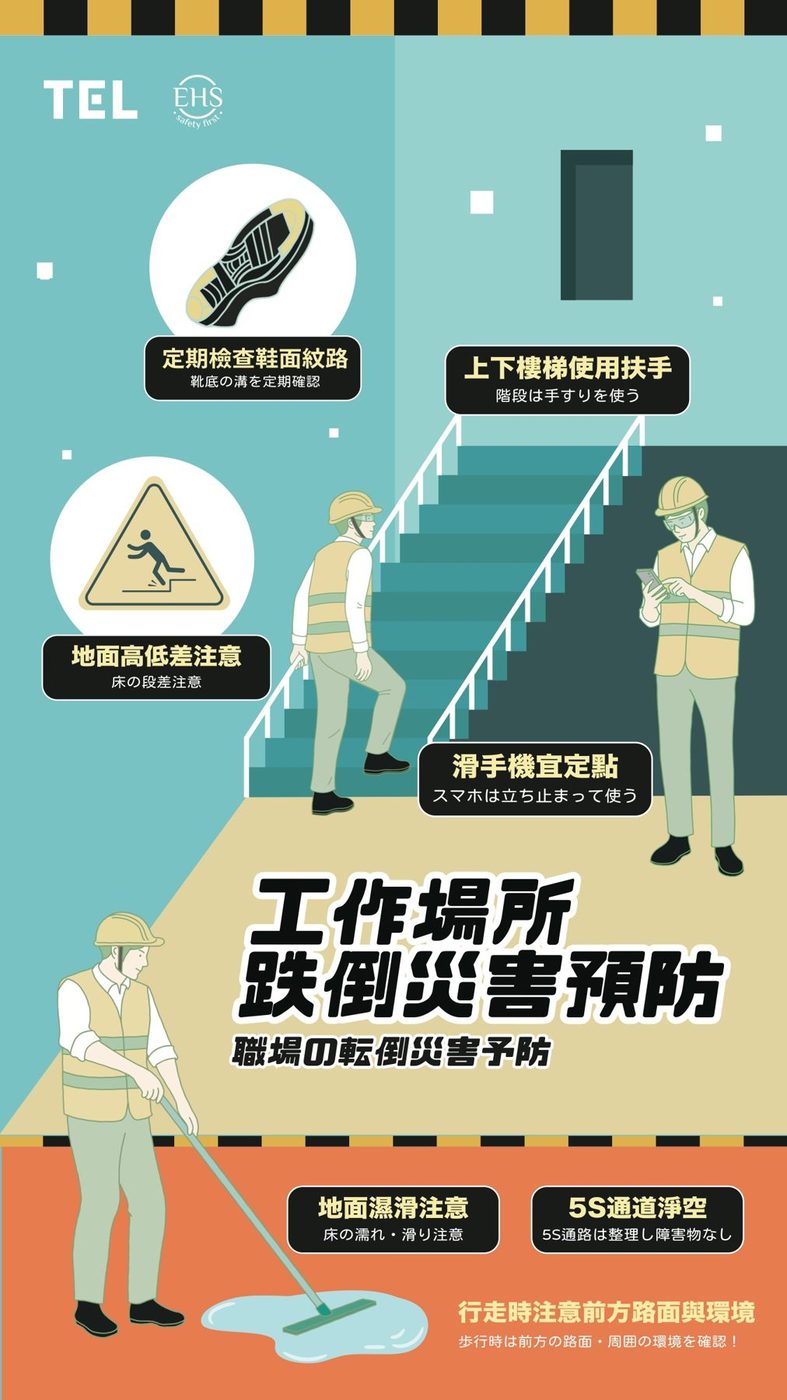 TEL
EHS
safety first
定期檢查鞋面紋路
靴底の溝を定期確認
上下樓梯使用扶手
階段は手すりを使う
地面高低差注意
床の段差注意
滑手機宜定點
スマホは立ち止まって使う
工作場所
跌倒災害預防
職場の転倒災害予防
地面濕滑注意
床の濡れ・滑り注意
5S通道淨空
5S通路は整理し障害物なし
行走時注意前方路面與環境
歩行時は前方の路面・周囲の環境を確認！